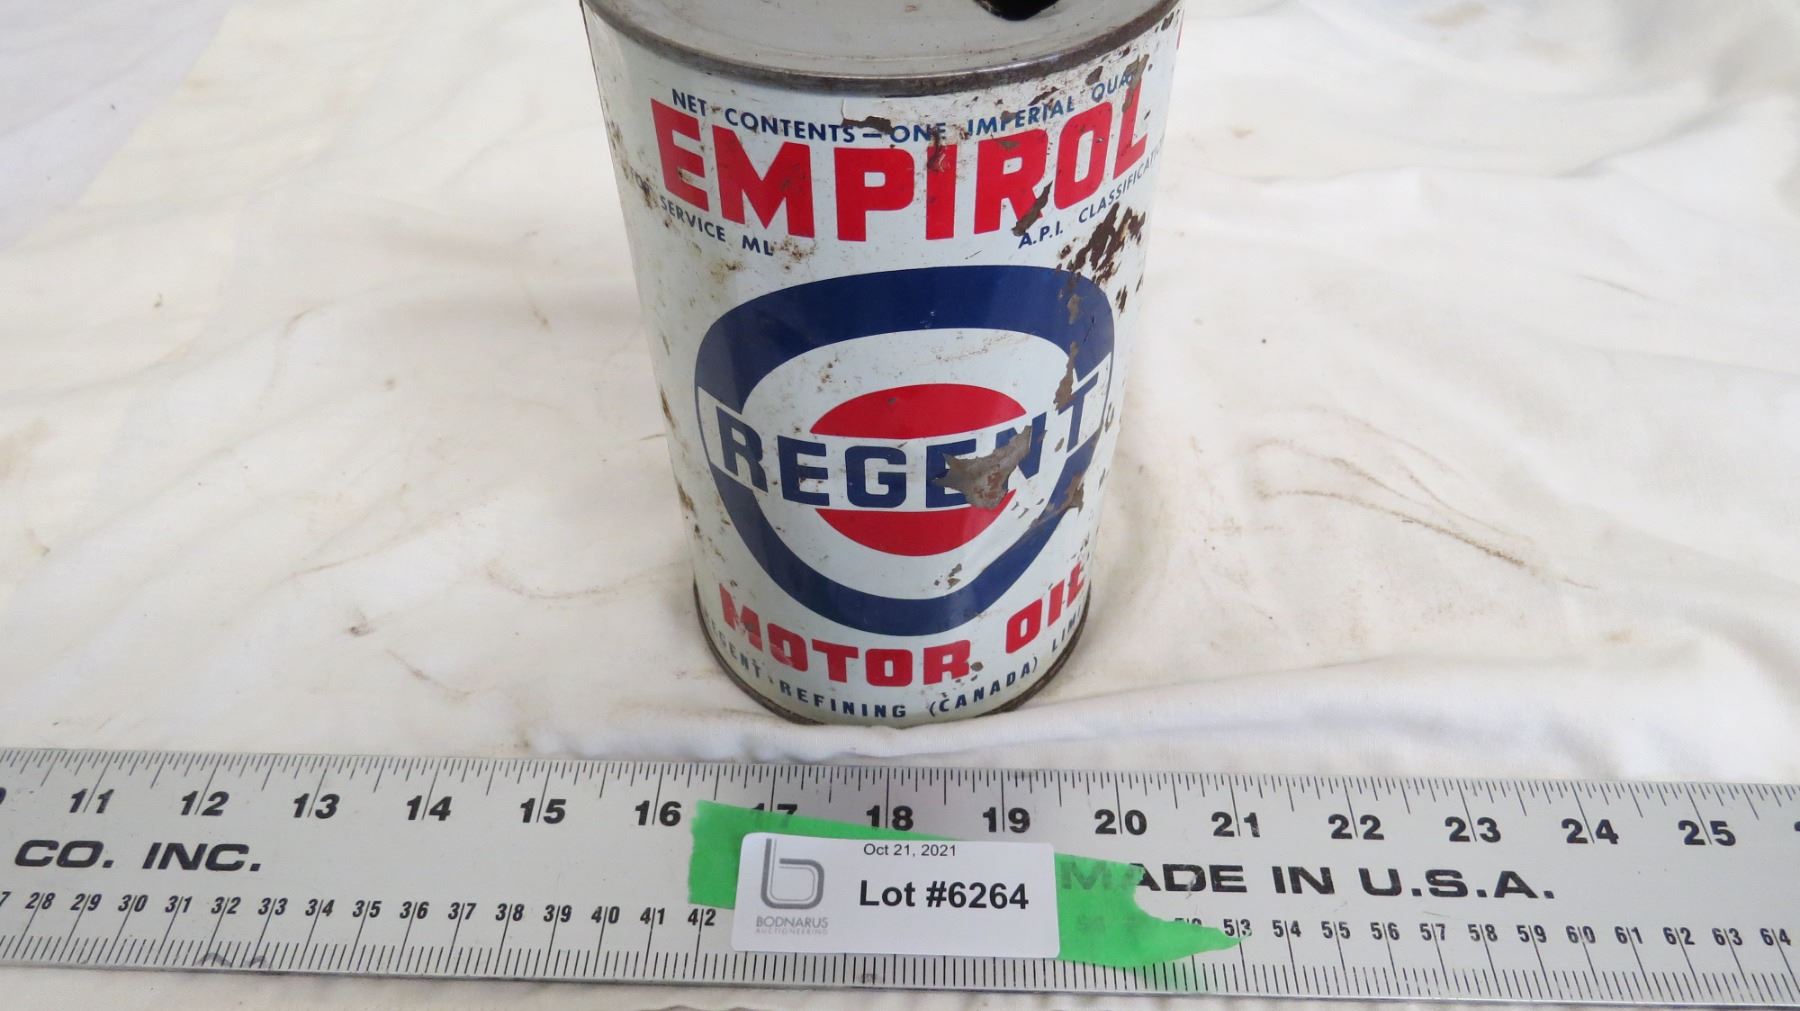 NET CONTENTS — ONE IMPERIAL
EMPIROL
SERVICE ML
A.P.I. CLASSIFICATION
REGENT
MOTOR OIL
REFINING (CANADA)
11 12 13 14 15 16 17 18 19 20 21 22 23 24 25
CO. INC.
MADE IN U.S.A.
Oct 21, 2021
Lot #6264
BODNARUS
AUCTIONEERING
28 29 30 31 32 33 34 35 36 37 38 39 40 41 42 53 54 55 56 57 58 59 60 61 62 63 64